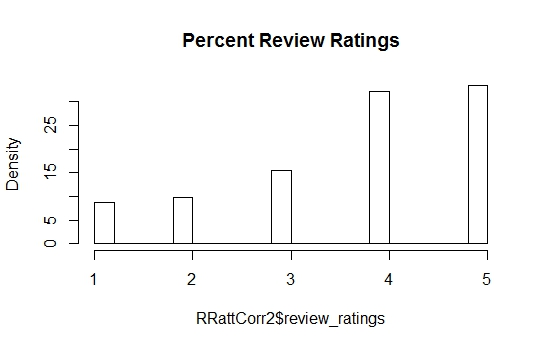 Percent Review Ratings
Density
25
15
5
0
1 2 3 4 5
RRattCorr2$review_ratings